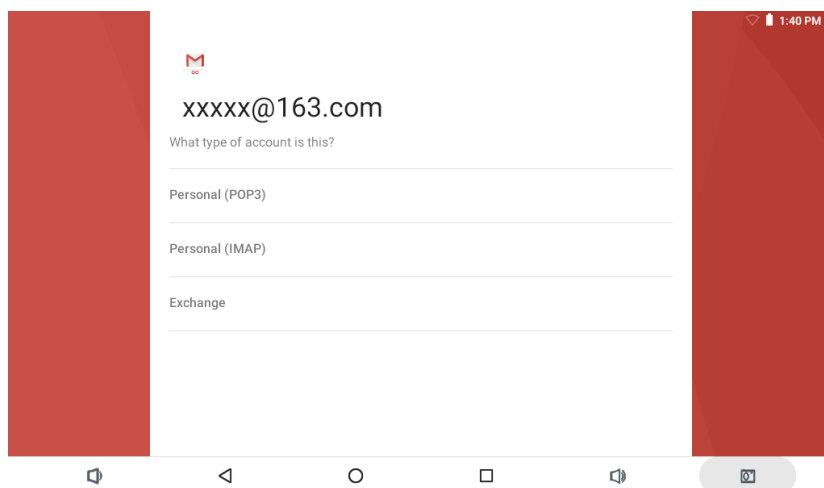 1:40 PM
xxxxx@163.com
What type of account is this?
Personal (POP3)
Personal (IMAP)
Exchange